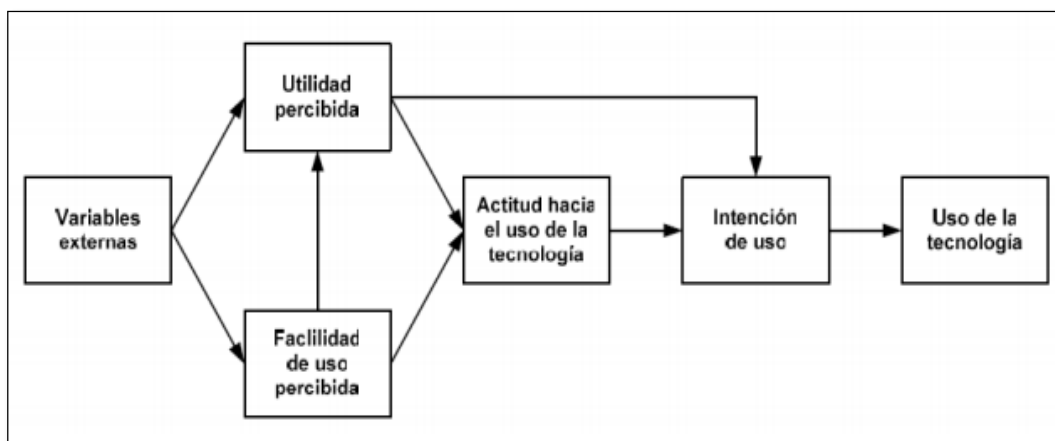 Utilidad
percibida
Variables
externas
Faclilidad
de uso
percibida
Actitud hacia
el uso de la
tecnología
Intención
de uso
Uso de la
tecnología